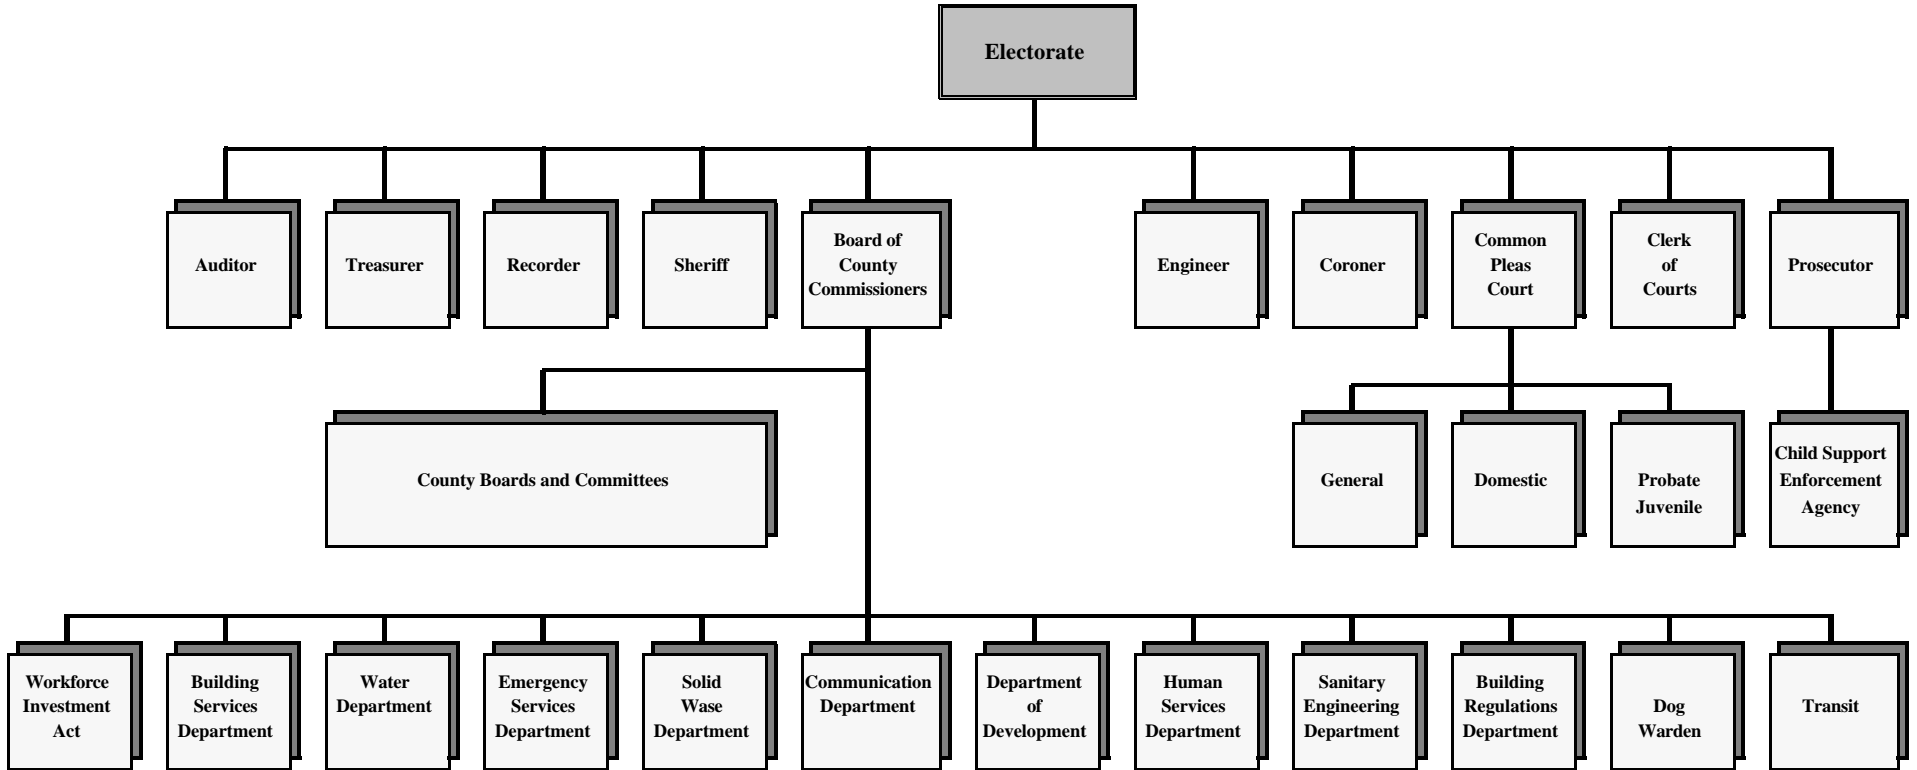 Electorate
Auditor
Treasurer
Recorder
Sheriff
Board of
County
Commissioners
Engineer
Coroner
Common
Pleas
Court
Clerk
of
Courts
Prosecutor
County Boards and Committees
General
Domestic
Probate
Juvenile
Child Support
Enforcement
Agency
Workforce
Investment
Act
Building
Services
Department
Water
Department
Emergency
Services
Department
Solid
Wase
Department
Communication
Department
Department
of
Development
Human
Services
Department
Sanitary
Engineering
Department
Building
Regulations
Department
Dog
Warden
Transit